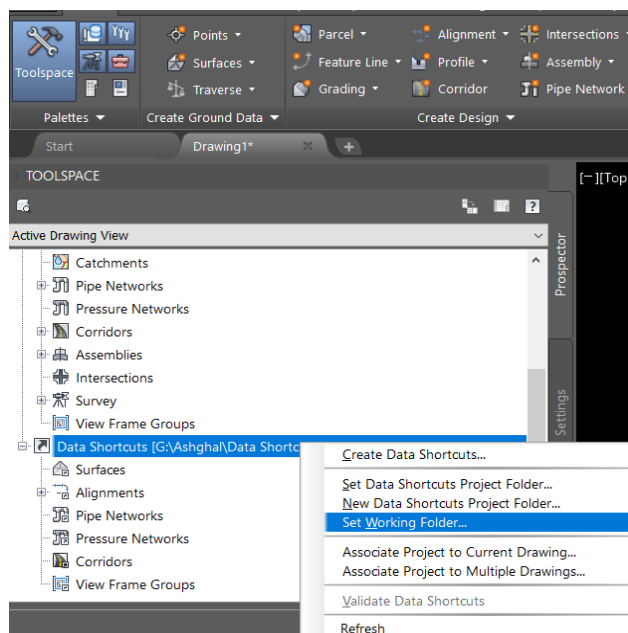 Points Parcel Alignment Intersections
Toolspace Surfaces Feature Line Profile Assembly
Traverse Grading Corridor Pipe Network
Palettes Create Ground Data Create Design
Start Drawing1*
TOOLSPACE
[−][Top
?
Active Drawing View
Prospector
Catchments
Pipe Networks
Pressure Networks
Corridors
Assemblies
Intersections
Survey
Settings
View Frame Groups
Data Shortcuts [G:\Ashghal\Data Shortc
Surfaces
Alignments
Pipe Networks
Pressure Networks
Corridors
View Frame Groups
Create Data Shortcuts...
Set Data Shortcuts Project Folder...
New Data Shortcuts Project Folder...
Set Working Folder...
Associate Project to Current Drawing...
Associate Project to Multiple Drawings...
Validate Data Shortcuts
Refresh